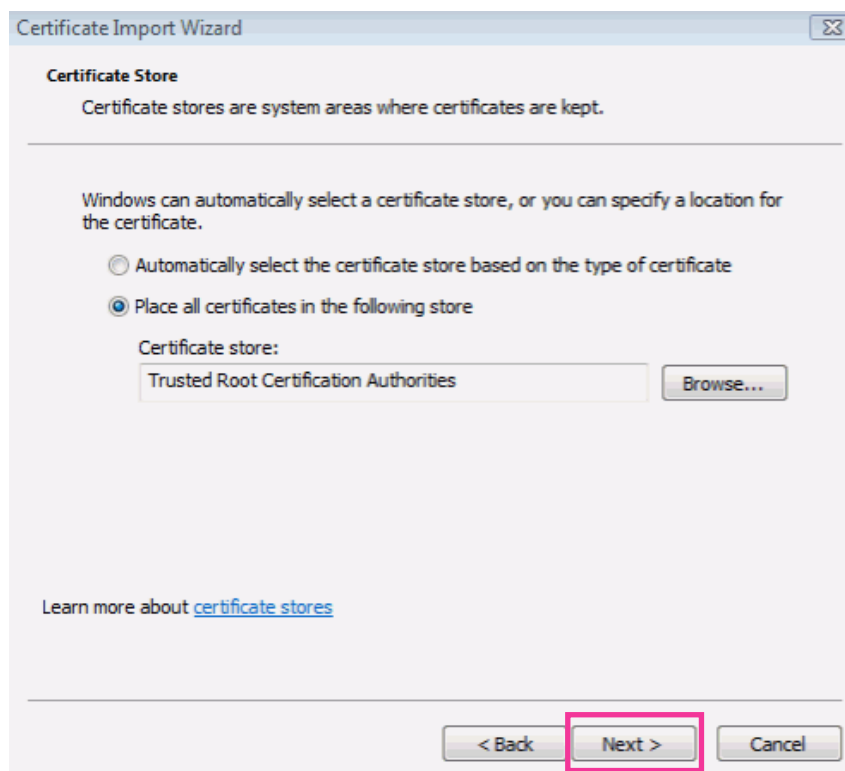 Certificate Import Wizard
Certificate Store
Certificate stores are system areas where certificates are kept.
Windows can automatically select a certificate store, or you can specify a location for
the certificate.
Automatically select the certificate store based on the type of certificate
Place all certificates in the following store
Certificate store:
Trusted Root Certification Authorities
Browse...
Learn more about certificate stores
< Back Next > Cancel